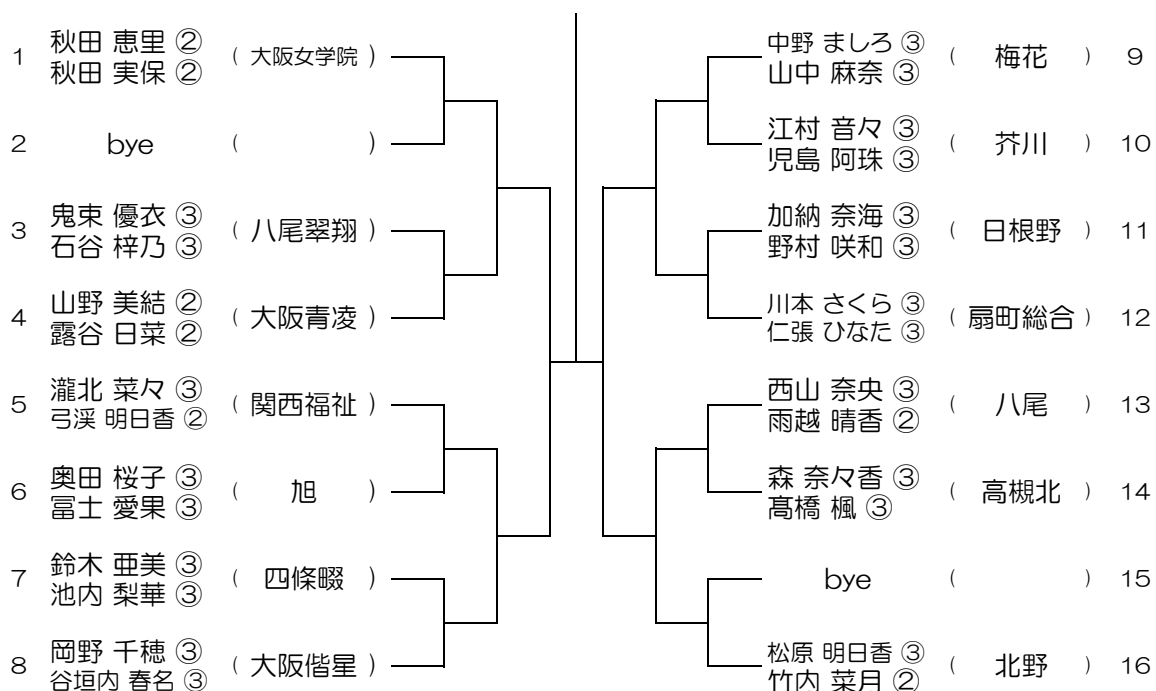 1 秋田 恵里 ② ( 大阪女学院 )
秋田 実保 ②
2 bye ( )
3 鬼束 優衣 ③ ( 八尾翠翔 )
石谷 梓乃 ③
4 山野 美結 ② ( 大阪青凌 )
露谷 日菜 ②
5 瀧北 菜々 ③ ( 関西福祉 )
弓渓 明日香 ②
6 奥田 桜子 ③ ( 旭 )
冨士 愛果 ③
7 鈴木 亜美 ③ ( 四條畷 )
池内 梨華 ③
8 岡野 千穂 ③ ( 大阪偕星 )
谷垣内 春名 ③
中野 ましろ ③ ( 梅花 ) 9
山中 麻奈 ③
江村 音々 ③ ( 芥川 ) 10
児島 阿珠 ③
加納 奈海 ③ ( 日根野 ) 11
野村 咲和 ③
川本 さくら ③ ( 扇町総合 ) 12
仁張 ひなた ③
西山 奈央 ③ ( 八尾 ) 13
雨越 晴香 ②
森 奈々香 ③ ( 高槻北 ) 14
髙橋 楓 ③
bye ( ) 15
松原 明日香 ③ ( 北野 ) 16
竹内 菜月 ②